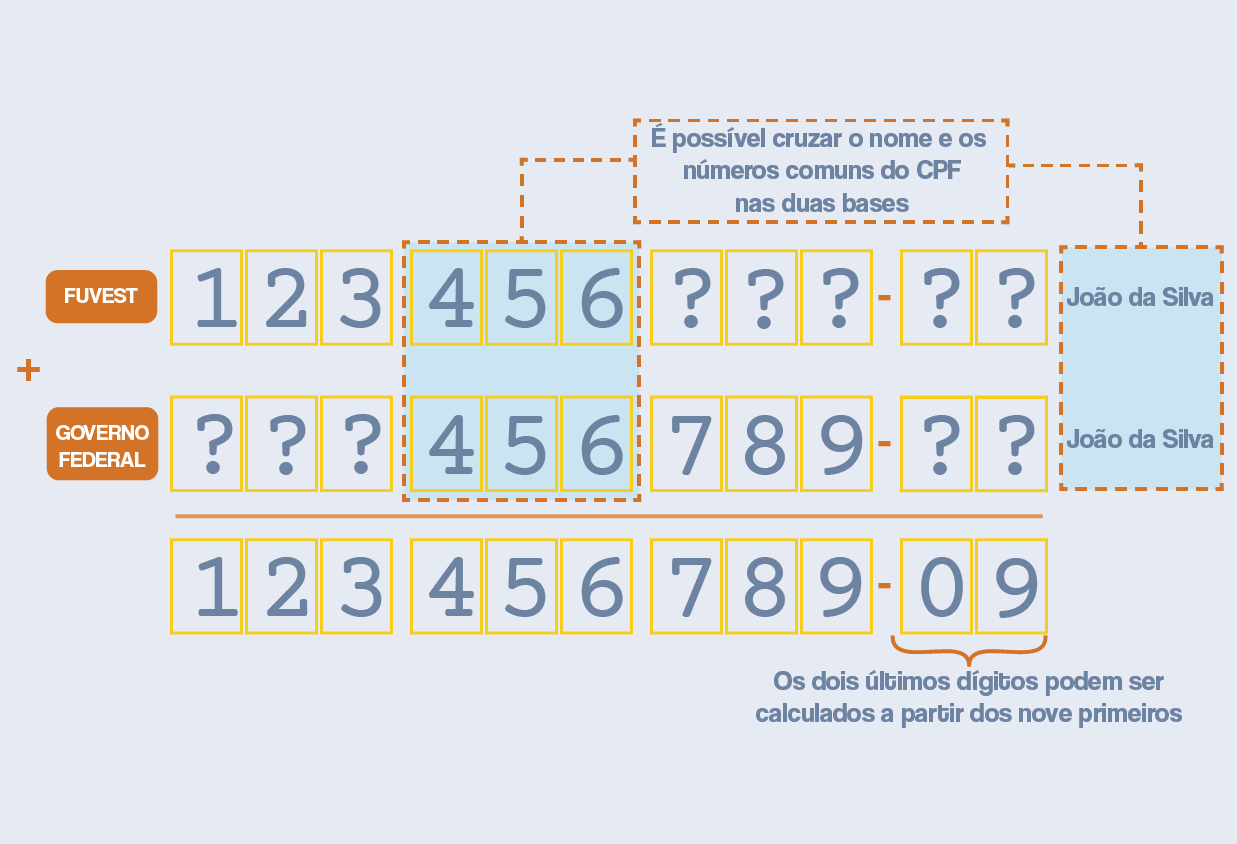 É possível cruzar o nome e os
números comuns do CPF
nas duas bases
FUVEST 1 2 3 4 5 6 ? ? ? - ? ? João da Silva
+
GOVERNO
FEDERAL ? ? ? 4 5 6 7 8 9 - ? ? João da Silva
1 2 3 4 5 6 7 8 9 - 0 9
Os dois últimos dígitos podem ser
calculados a partir dos nove primeiros